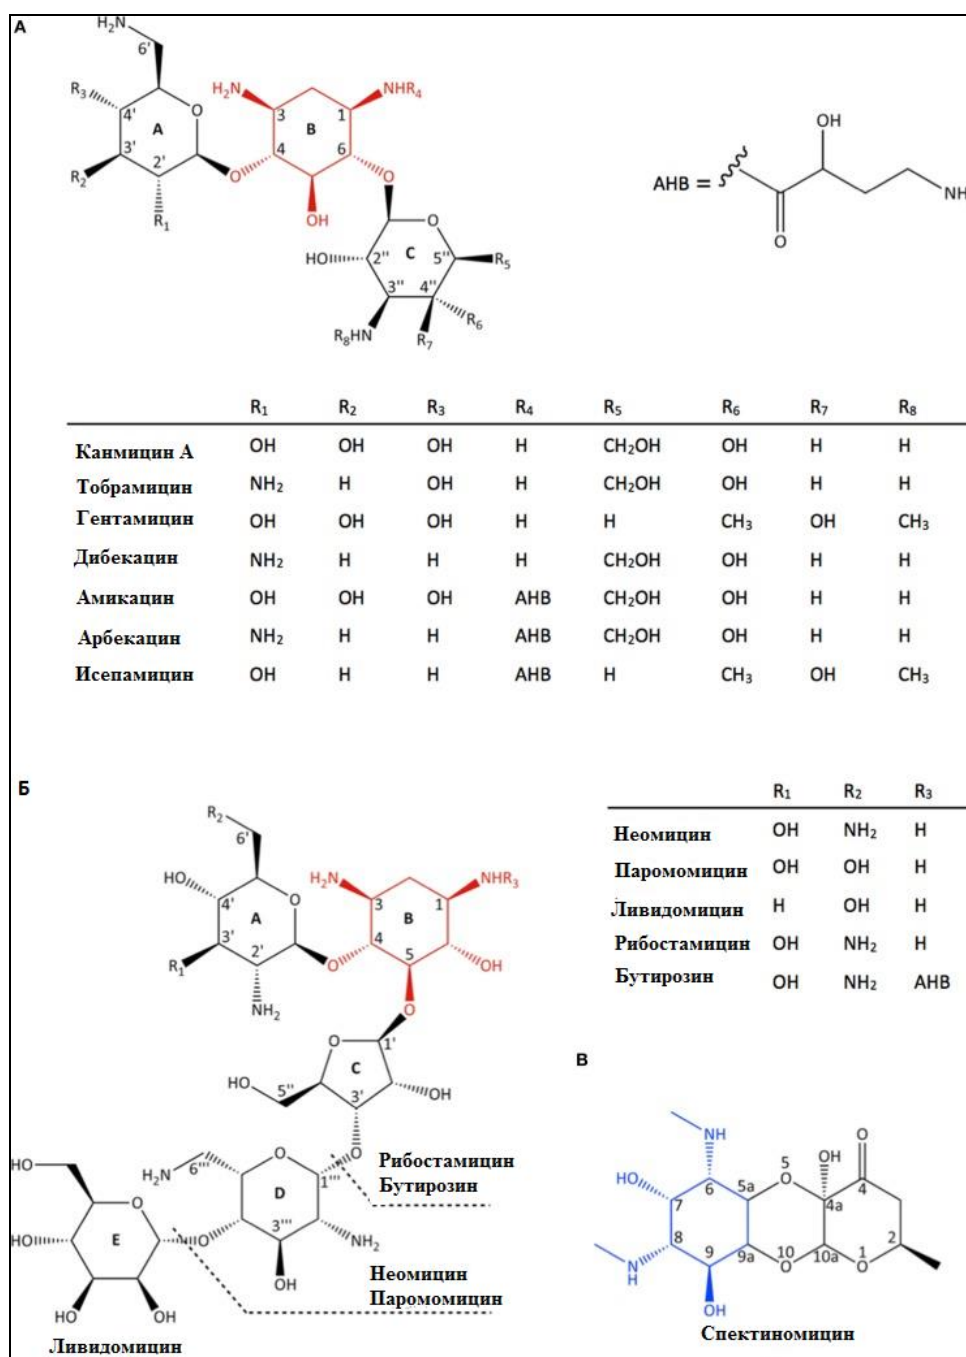 А
H₂N
6'
R₃
4'
O
H₂N
NHR₄
A
3
B
1
3'
2'
4
6
R₂
O
O
R₁
OH
O
HO
2''
C
5''
R₅
3''
4''
R₈HN
R₇
R₆
OH
AHB =
NH
O
R₁ R₂ R₃ R₄ R₅ R₆ R₇ R₈
Канмицин А OH OH OH H CH₂OH OH H H
Тобрамицин NH₂ H OH H CH₂OH OH H H
Гентамицин OH OH OH H H CH₃ OH CH₃
Дибекацин NH₂ H H H CH₂OH OH H H
Амикацин OH OH OH AHB CH₂OH OH H H
Арбекацин NH₂ H H AHB CH₂OH OH H H
Исепамицин OH H H AHB H CH₃ OH CH₃
Б
R₂
6'
HO
4'
O
H₂N
NHR₃
A
3
B
1
3'
2'
4
5
R₁
O
OH
NH₂
O
O
1'
C
HO
5''
3'
OH
O
H₂N
6'''
O
1'''
D
3'''
NH₂
OH
HO
O
O
HO
E
HO
OH
Рибостамицин
Бутирозин
Неомицин
Паромомицин
Ливидомицин
R₁ R₂ R₃
Неомицин OH NH₂ H
Паромомицин OH OH H
Ливидомицин H OH H
Рибостамицин OH NH₂ H
Бутирозин OH NH₂ AHB
В
NH
OH
O
HO
6
5
5a
4a
4
7
8
9
9a
10
10a
1
2
O
O
O
N
H
OH
Спектиномицин